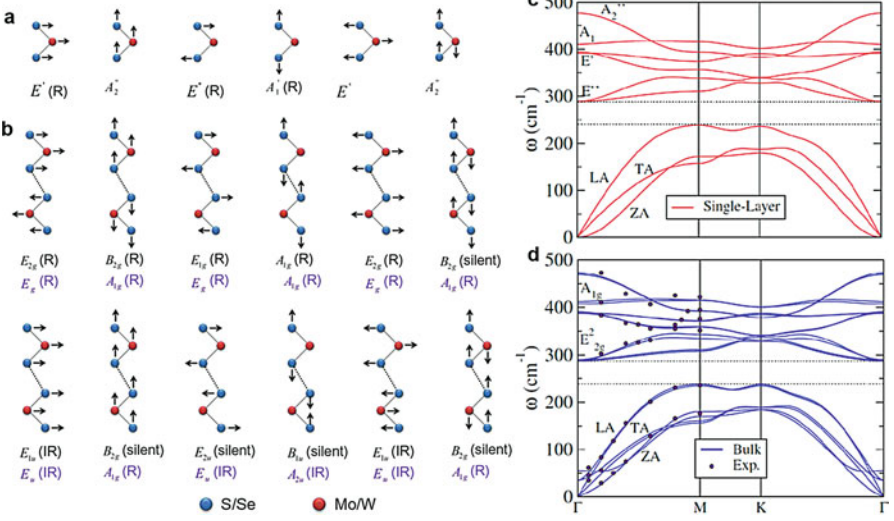 a
E' (R)
A₂"
E" (R)
A₁' (R)
E'
A₂"
b
E₂g (R)
B₂g (R)
E₁g (R)
A₁g (R)
E₂g (R)
B₂g (silent)
Eg (R)
A₁g (R)
Eg (R)
A₁g (R)
Eg (R)
A₁g (R)
E₁u (IR)
B₂g (silent)
E₂u (silent)
B₁u (silent)
E₁u (IR)
B₂g (silent)
Eu (IR)
A₁g (R)
Eu (IR)
A₂u (IR)
Eu (IR)
A₁g (R)
S/Se
Mo/W
c
ω (cm⁻¹)
500
400
300
200
100
0
A₂''
A₁
E'
E''
LA
TA
ZA
Single-Layer
d
ω (cm⁻¹)
500
400
300
200
100
0
A₁g
E²₂g
LA
TA
ZA
Bulk
Exp.
Γ
M
K
Γ